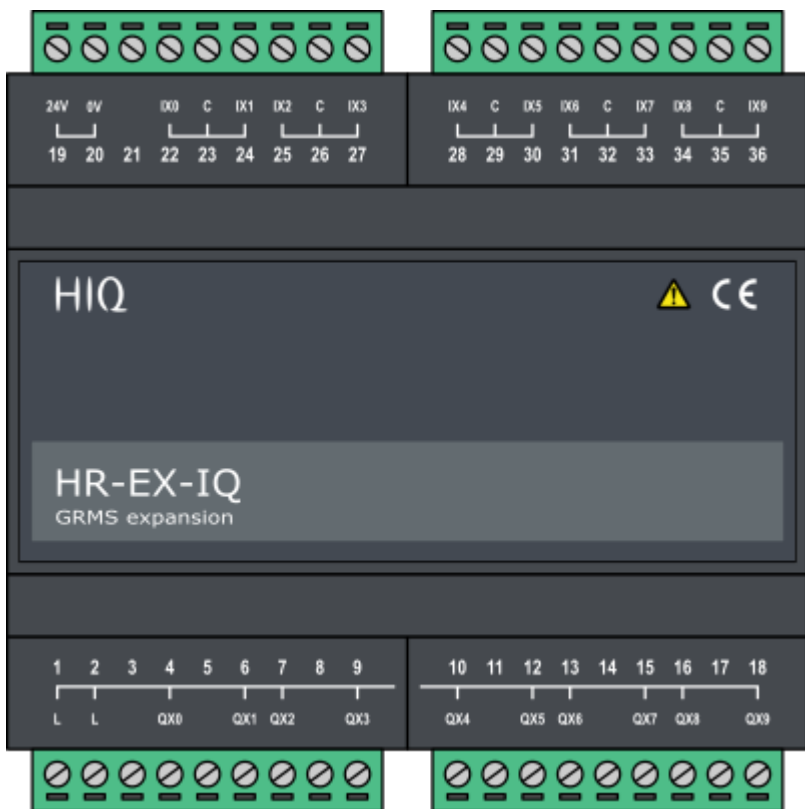 24V 0V IX0 C IX1 IX2 C IX3 IX4 C IX5 IX6 C IX7 IX8 C IX9
19 20 21 22 23 24 25 26 27 28 29 30 31 32 33 34 35 36
HIQ CE
HR-EX-IQ
GRMS expansion
1 2 3 4 5 6 7 8 9 10 11 12 13 14 15 16 17 18
L L QX0 QX1 QX2 QX3 QX4 QX5 QX6 QX7 QX8 QX9